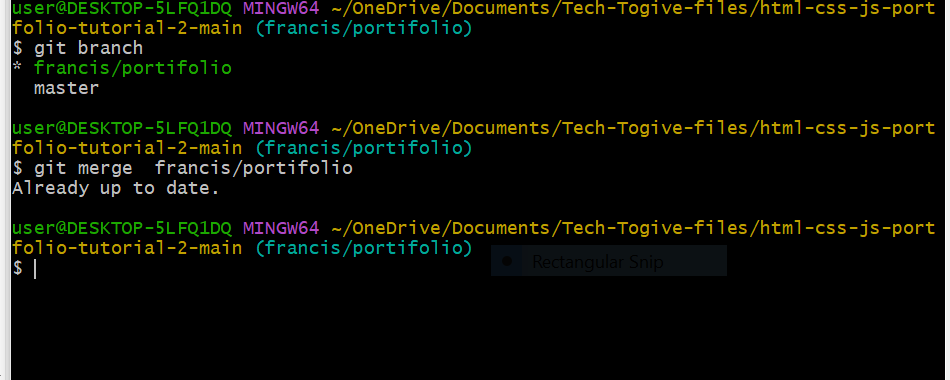 user@DESKTOP-5LFQ1DQ MINGW64 ~/OneDrive/Documents/Tech-Togive-files/html-css-js-port
folio-tutorial-2-main (francis/portifolio)
$ git branch
* francis/portifolio
  master
user@DESKTOP-5LFQ1DQ MINGW64 ~/OneDrive/Documents/Tech-Togive-files/html-css-js-port
folio-tutorial-2-main (francis/portifolio)
$ git merge  francis/portifolio
Already up to date.
user@DESKTOP-5LFQ1DQ MINGW64 ~/OneDrive/Documents/Tech-Togive-files/html-css-js-port
folio-tutorial-2-main (francis/portifolio)
Rectangular Snip
$